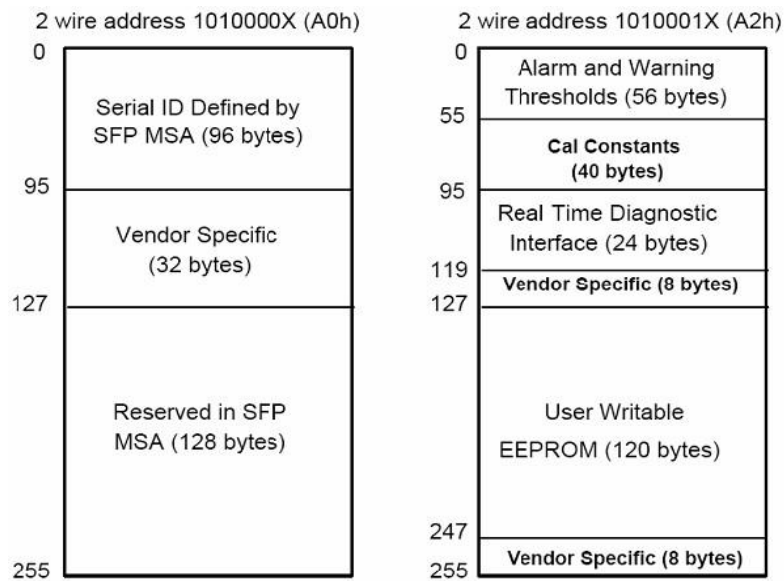 2 wire address 1010000X (A0h)
0
Serial ID Defined by
SFP MSA (96 bytes)
95
Vendor Specific
(32 bytes)
127
Reserved in SFP
MSA (128 bytes)
255
2 wire address 1010001X (A2h)
0
Alarm and Warning
Thresholds (56 bytes)
55
Cal Constants
(40 bytes)
95
Real Time Diagnostic
Interface (24 bytes)
119
Vendor Specific (8 bytes)
127
User Writable
EEPROM (120 bytes)
247
Vendor Specific (8 bytes)
255